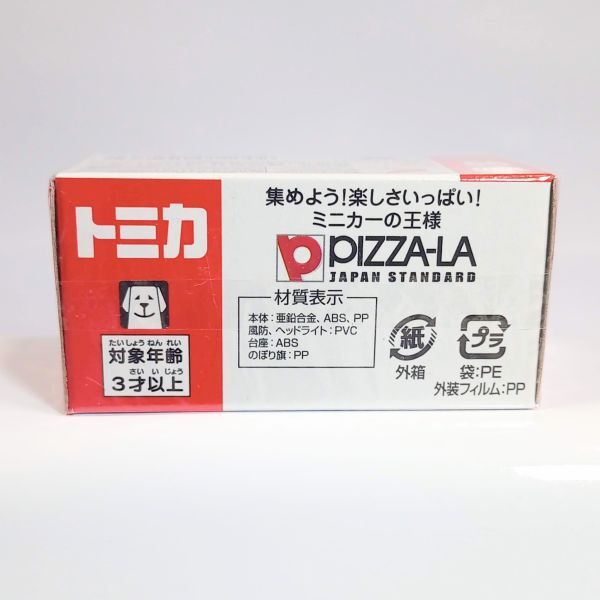 トミカ
たいしょう ねん れい
対象年齢
さい い じょう
3才以上
集めよう!楽しさいっぱい!
ミニカーの王様
PIZZA-LA
JAPAN STANDARD
材質表示
本体:亜鉛合金、ABS、PP
風防、ヘッドライト:PVC
台座:ABS
のぼり旗:PP
紙
外箱
プラ
袋:PE
外装フィルム:PP